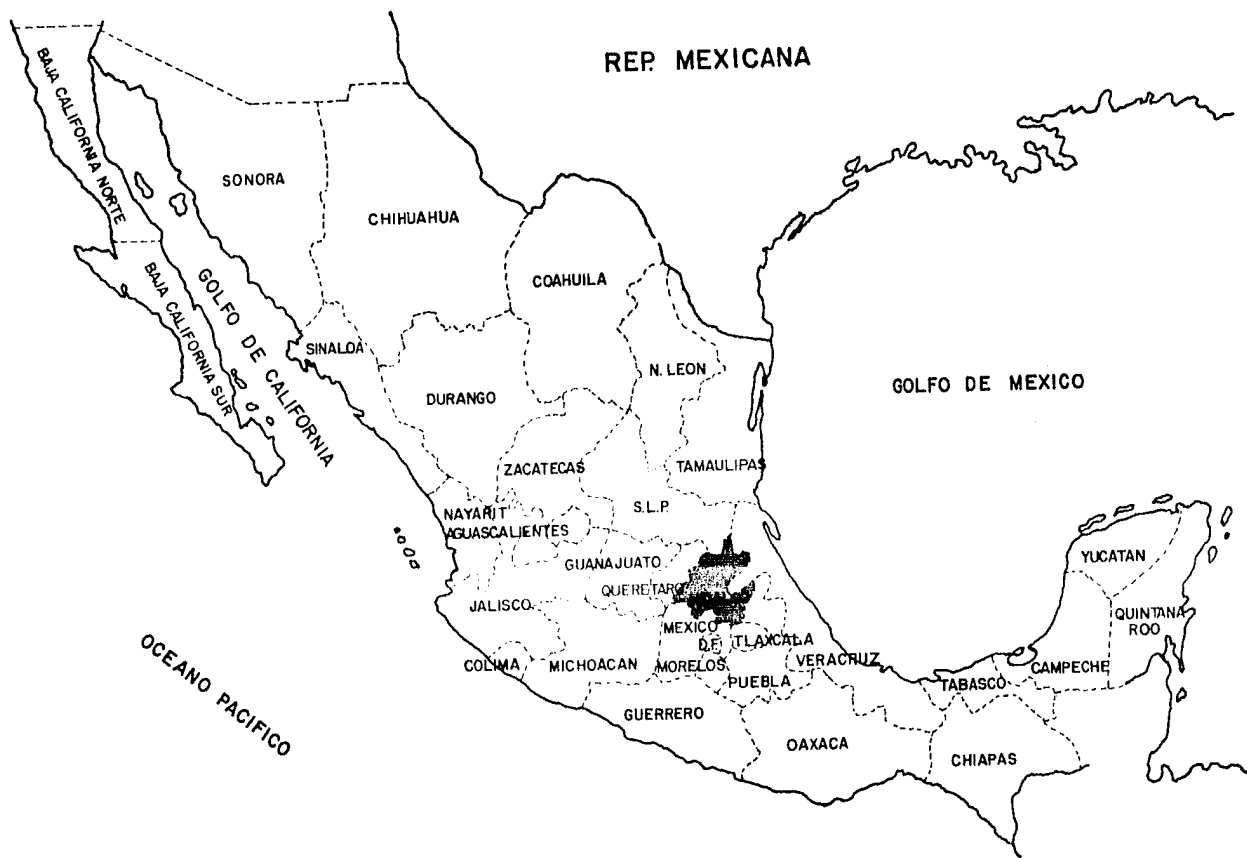 REP. MEXICANA
BAJA CALIFORNIA NORTE
SONORA
CHIHUAHUA
COAHUILA
BAJA CALIFORNIA SUR
GOLFO DE CALIFORNIA
SINALOA
N. LEON
DURANGO
GOLFO DE MEXICO
ZACATECAS
TAMAULIPAS
S.L.P.
NAYARIT
AGUASCALIENTES
GUANAJUATO
QUERETARO
YUCATAN
JALISCO
QUINTANA
ROO
MEXICO
D.F.
TLAXCALA
COLIMA
MICHOACAN
MORELOS
VERACRUZ
CAMPECHE
PUEBLA
TABASCO
OCEANO PACIFICO
GUERRERO
OAXACA
CHIAPAS